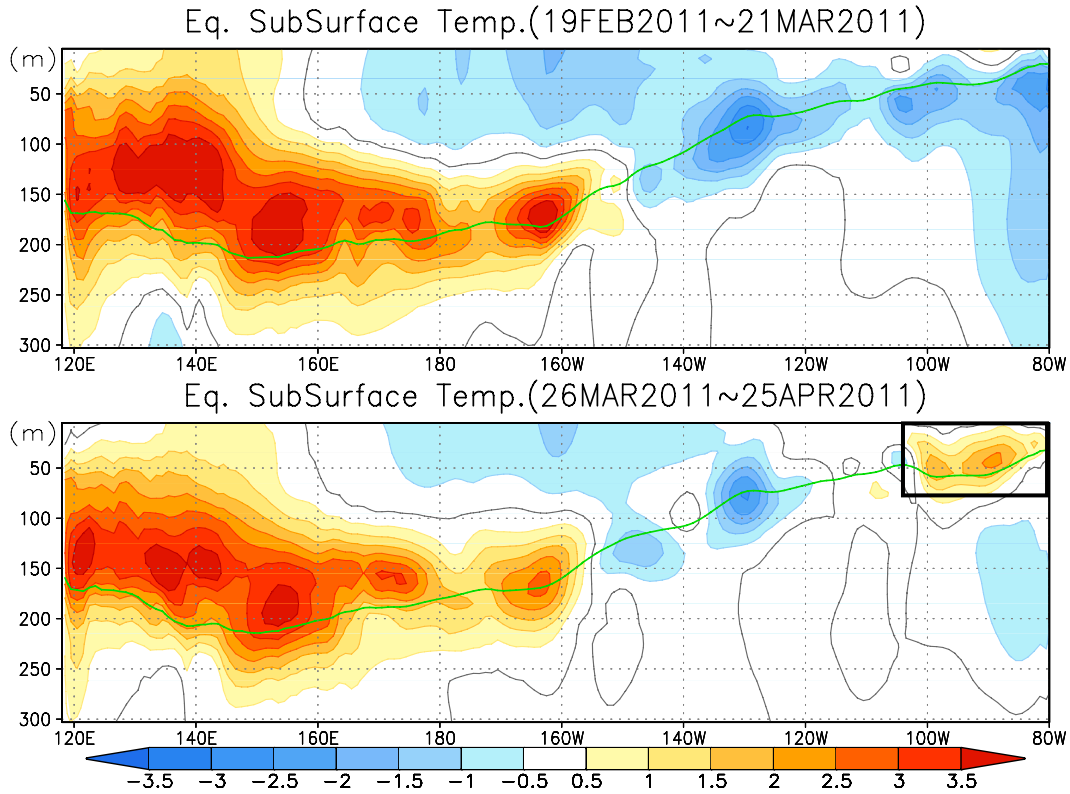 Eq. SubSurface Temp.(19FEB2011~21MAR2011)
(m)
50
100
150
200
250
300
120E 140E 160E 180 160W 140W 120W 100W 80W
Eq. SubSurface Temp.(26MAR2011~25APR2011)
(m)
50
100
150
200
250
300
120E 140E 160E 180 160W 140W 120W 100W 80W
-3.5 -3 -2.5 -2 -1.5 -1 -0.5 0.5 1 1.5 2 2.5 3 3.5